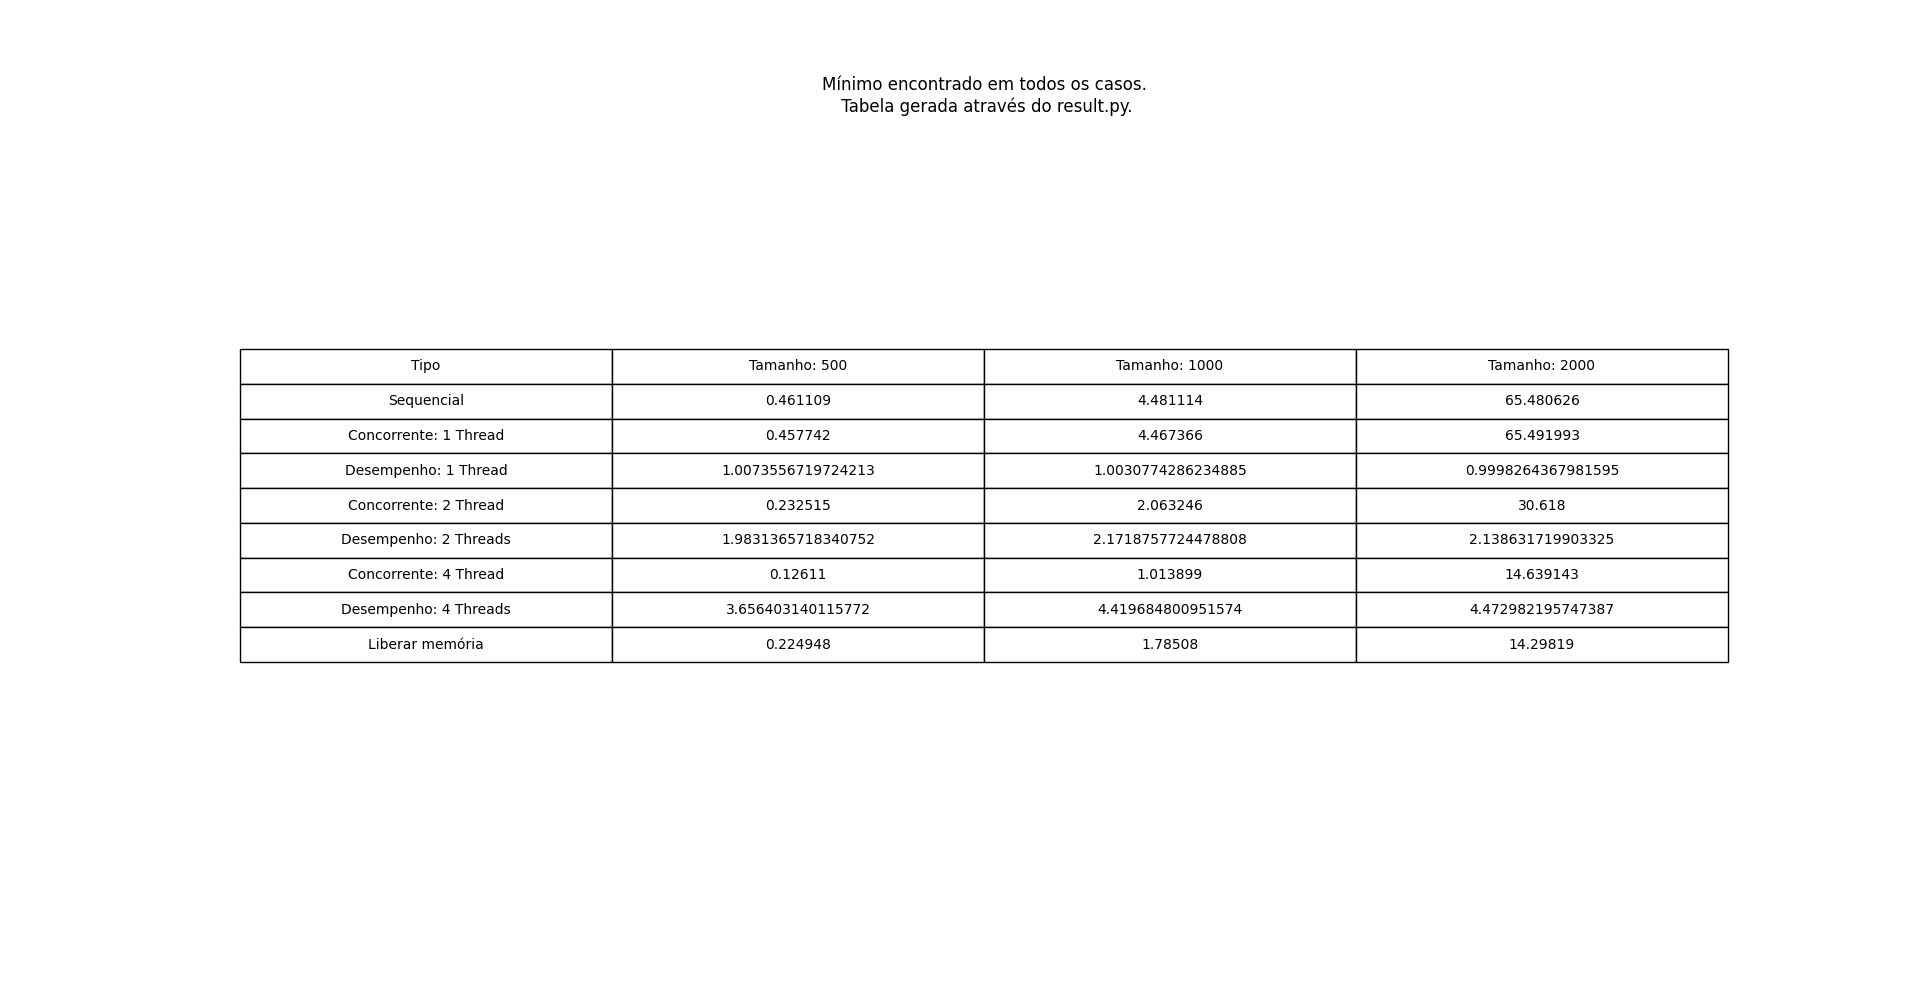 Mínimo encontrado em todos os casos.
Tabela gerada através do result.py.
Tipo Tamanho: 500 Tamanho: 1000 Tamanho: 2000
Sequencial 0.461109 4.481114 65.480626
Concorrente: 1 Thread 0.457742 4.467366 65.491993
Desempenho: 1 Thread 1.0073556719724213 1.0030774286234885 0.9998264367981595
Concorrente: 2 Thread 0.232515 2.063246 30.618
Desempenho: 2 Threads 1.9831365718340752 2.1718757724478808 2.138631719903325
Concorrente: 4 Thread 0.12611 1.013899 14.639143
Desempenho: 4 Threads 3.656403140115772 4.419684800951574 4.472982195747387
Liberar memória 0.224948 1.78508 14.29819